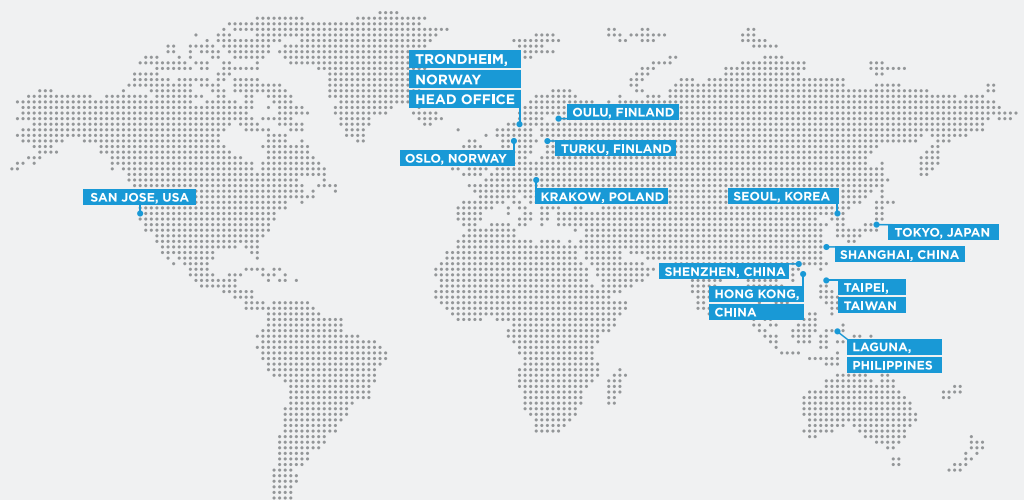 TRONDHEIM,
NORWAY
HEAD OFFICE
OULU, FINLAND
OSLO, NORWAY
TURKU, FINLAND
SAN JOSE, USA
KRAKOW, POLAND
SEOUL, KOREA
TOKYO, JAPAN
SHANGHAI, CHINA
SHENZHEN, CHINA
HONG KONG,
CHINA
TAIPEI,
TAIWAN
LAGUNA,
PHILIPPINES